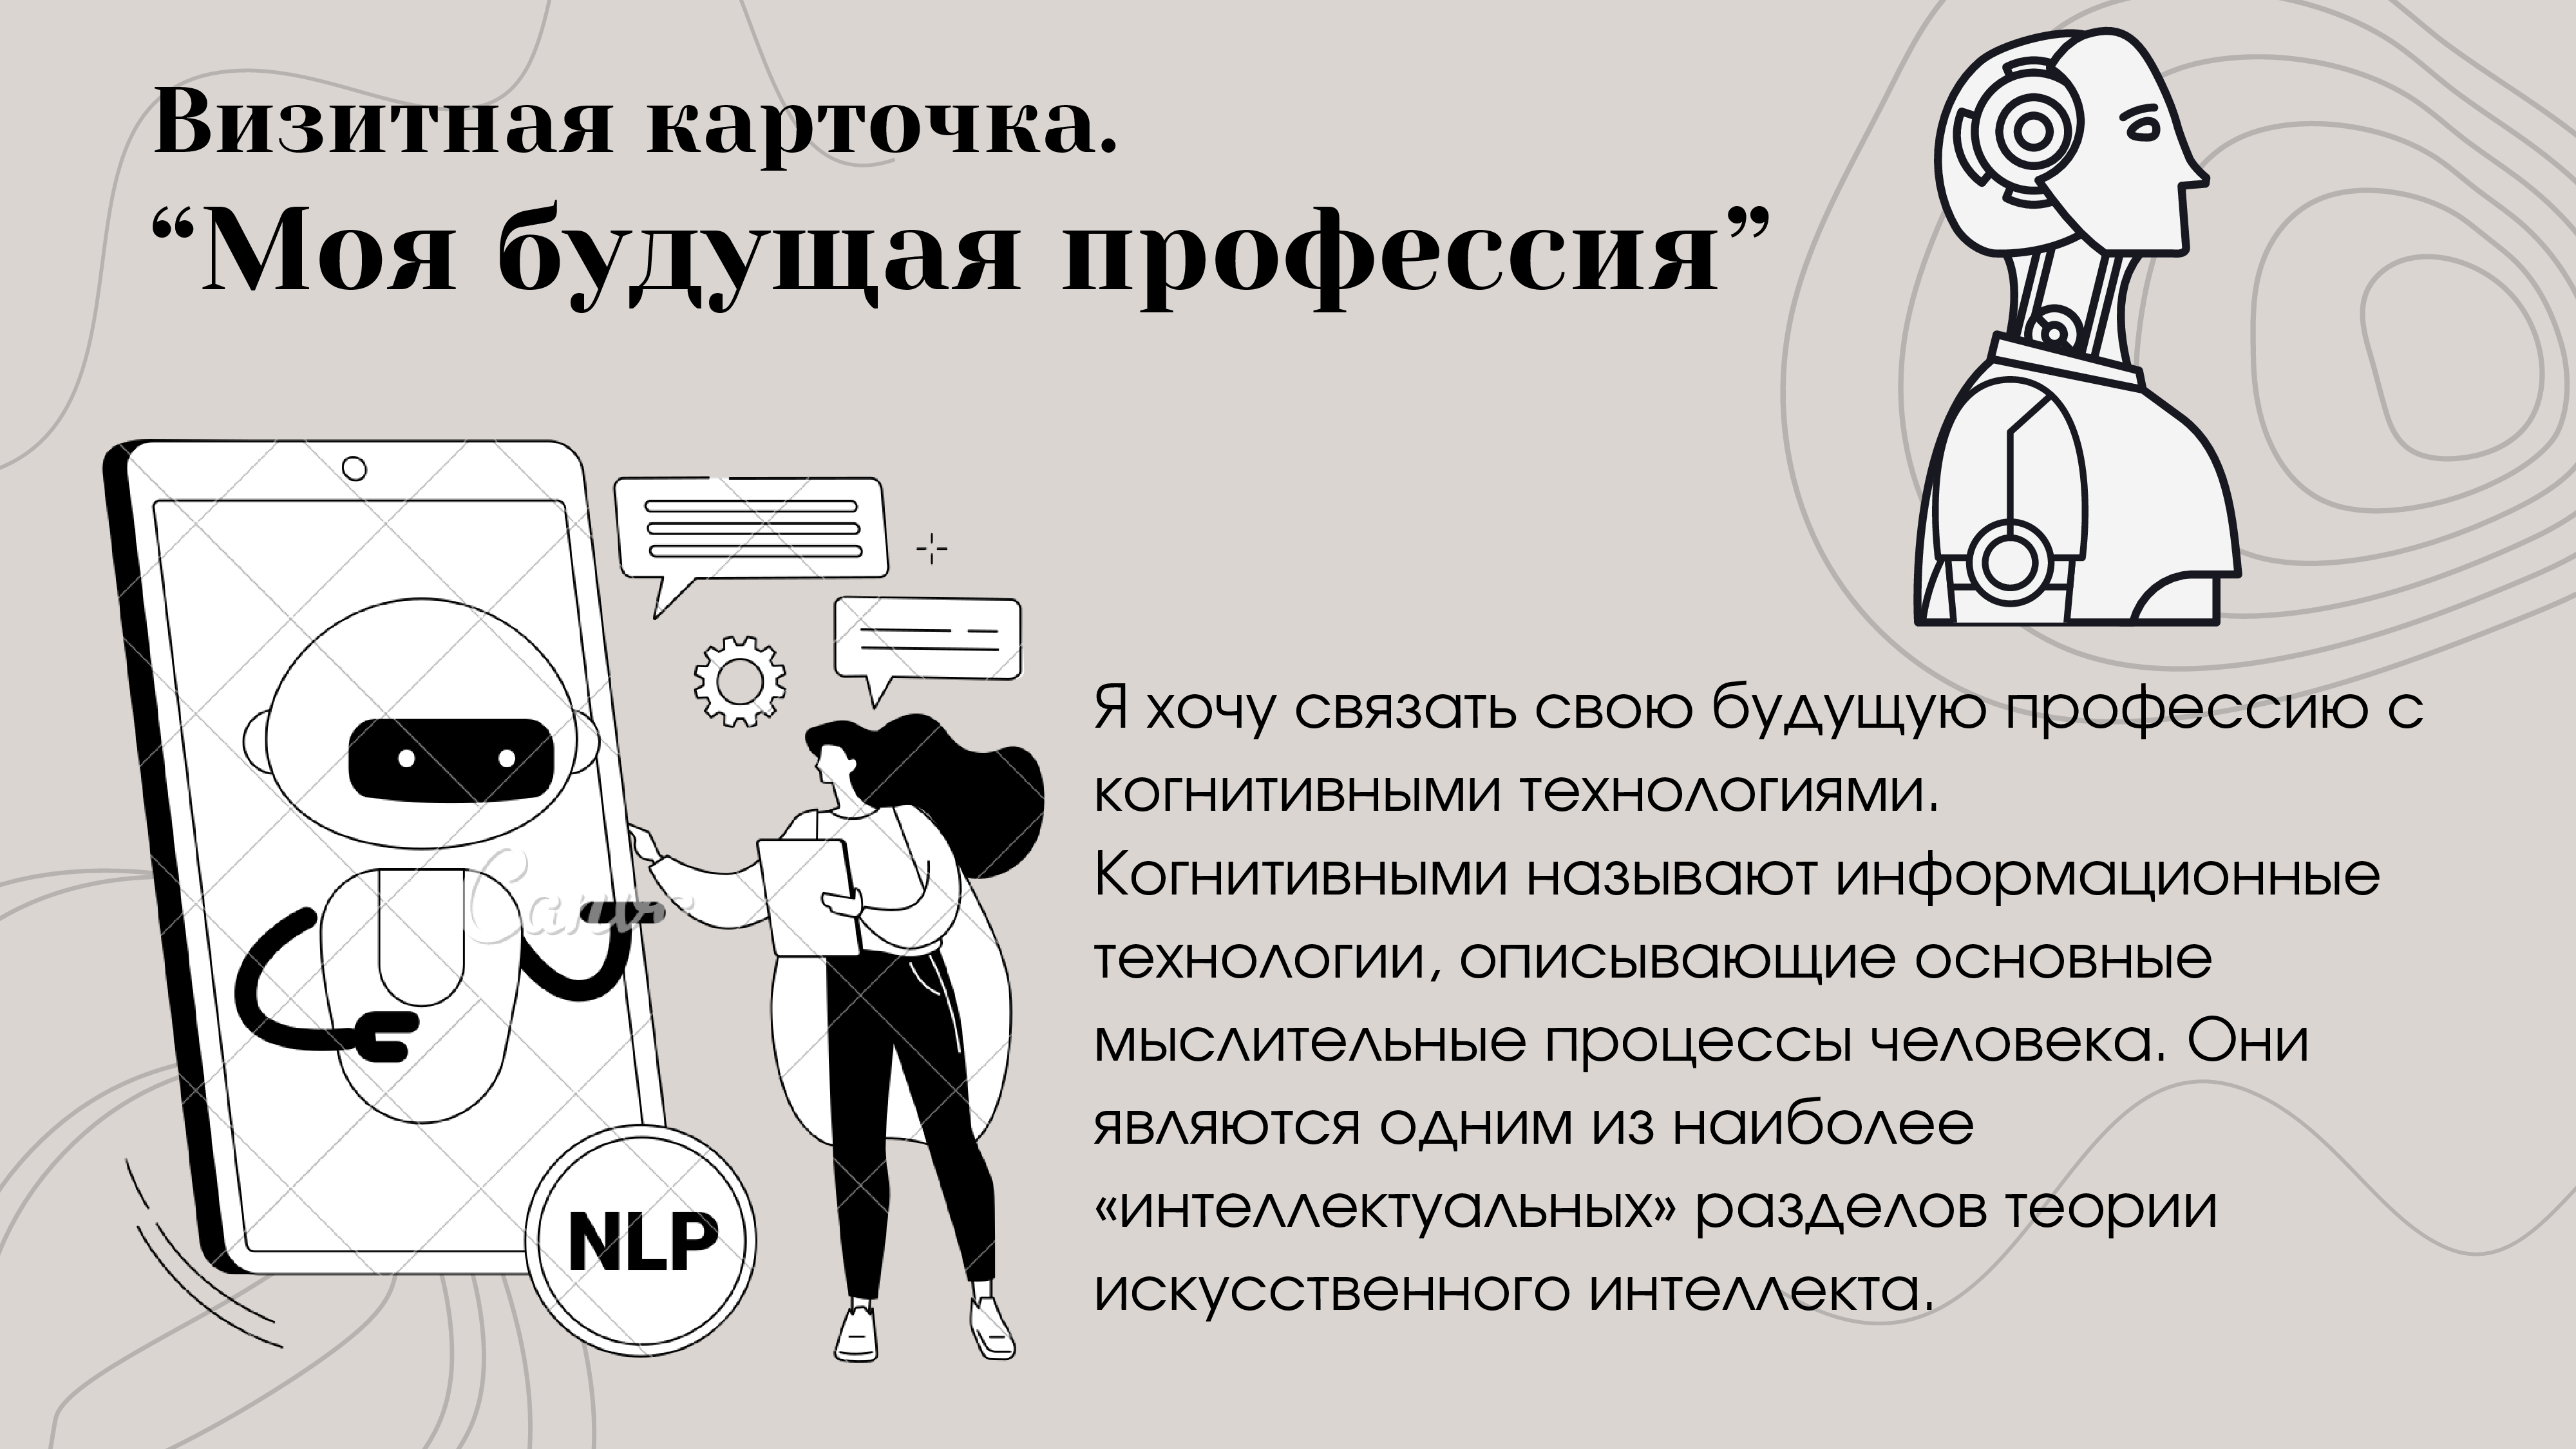 Визитная карточка.
“Моя будущая профессия”
Я хочу связать свою будущую профессию с
когнитивными технологиями.
Когнитивными называют информационные
технологии, описывающие основные
мыслительные процессы человека. Они
являются одним из наиболее
«интеллектуальных» разделов теории
искусственного интеллекта.
Canva
NLP